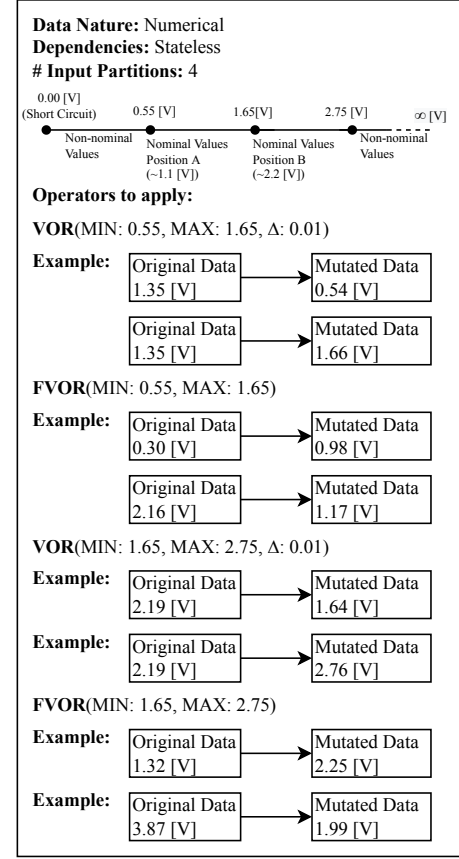 Data Nature: Numerical
Dependencies: Stateless
# Input Partitions: 4
0.00 [V]
(Short Circuit)
0.55 [V]
1.65[V]
2.75 [V]
∞ [V]
Non-nominal
Values
Nominal Values
Position A
(~1.1 [V])
Nominal Values
Position B
(~2.2 [V])
Non-nominal
Values
Operators to apply:
VOR(MIN: 0.55, MAX: 1.65, Δ: 0.01)
Example:
Original Data
1.35 [V]
Mutated Data
0.54 [V]
Original Data
1.35 [V]
Mutated Data
1.66 [V]
FVOR(MIN: 0.55, MAX: 1.65)
Example:
Original Data
0.30 [V]
Mutated Data
0.98 [V]
Original Data
2.16 [V]
Mutated Data
1.17 [V]
VOR(MIN: 1.65, MAX: 2.75, Δ: 0.01)
Example:
Original Data
2.19 [V]
Mutated Data
1.64 [V]
Example:
Original Data
2.19 [V]
Mutated Data
2.76 [V]
FVOR(MIN: 1.65, MAX: 2.75)
Example:
Original Data
1.32 [V]
Mutated Data
2.25 [V]
Example:
Original Data
3.87 [V]
Mutated Data
1.99 [V]